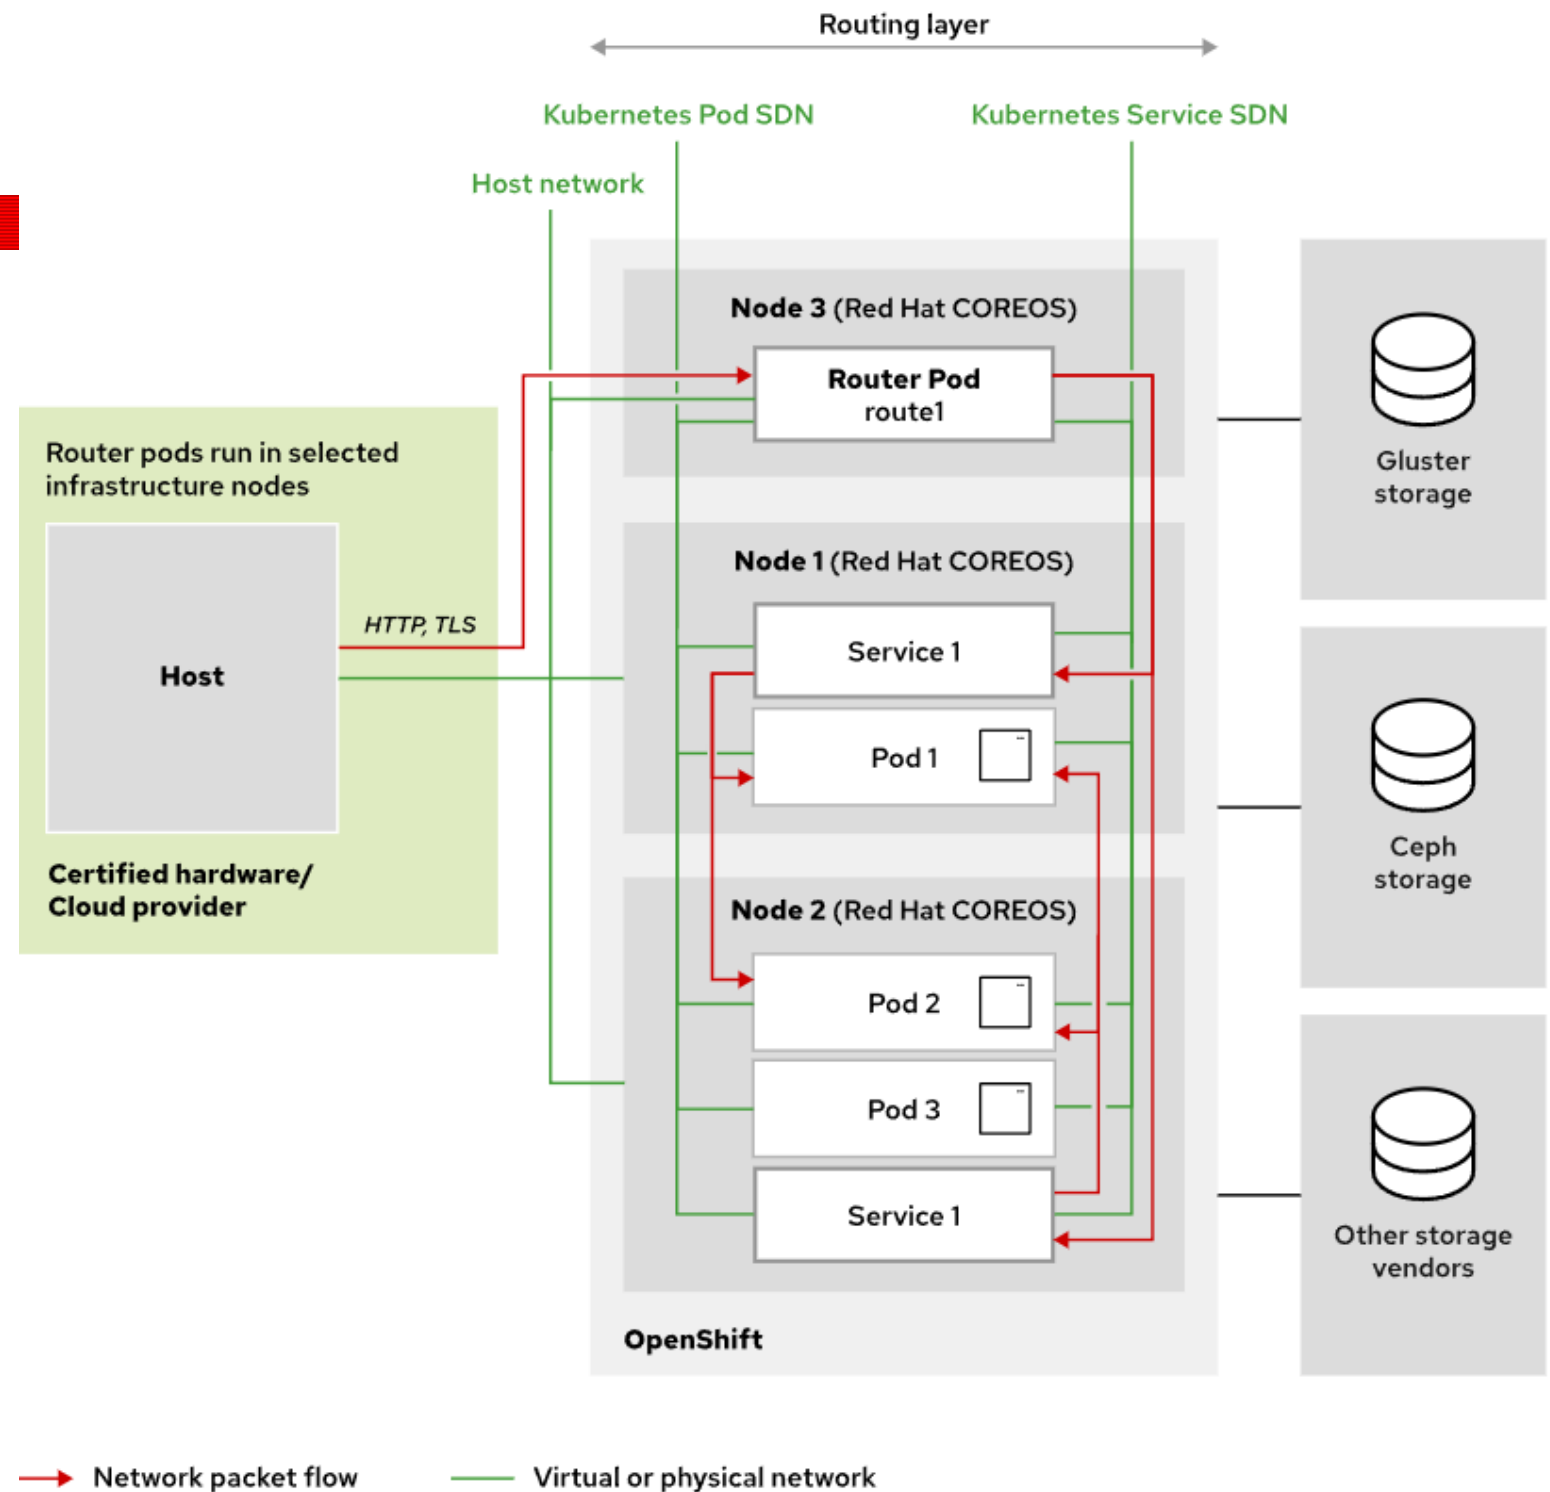 Routing layer
Kubernetes Pod SDN
Kubernetes Service SDN
Host network
Node 3 (Red Hat COREOS)
Router Pod
route1
Gluster
storage
Router pods run in selected
infrastructure nodes
HTTP, TLS
Host
Certified hardware/
Cloud provider
Node 1 (Red Hat COREOS)
Service 1
Pod 1
Ceph
storage
Node 2 (Red Hat COREOS)
Pod 2
Pod 3
Service 1
Other storage
vendors
OpenShift
Network packet flow
Virtual or physical network